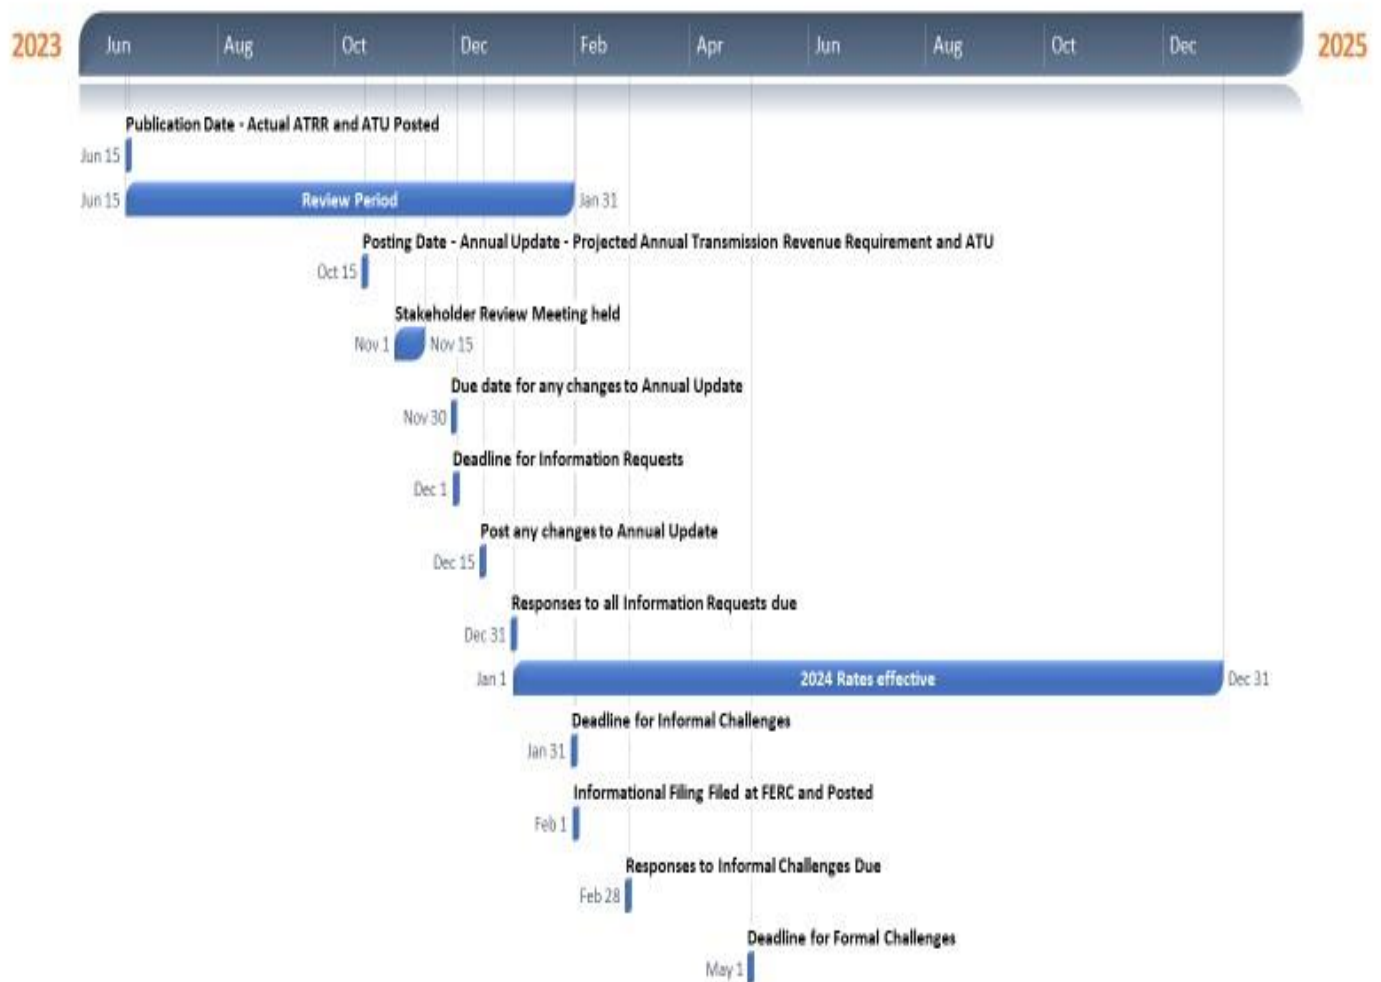 2023 Jun Aug Oct Dec Feb Apr Jun Aug Oct Dec 2025
Publication Date - Actual ATRR and ATU Posted
Jun 15
Jun 15 Review Period Jan 31
Posting Date - Annual Update - Projected Annual Transmission Revenue Requirement and ATU
Oct 15
Stakeholder Review Meeting held
Nov 1 Nov 15
Due date for any changes to Annual Update
Nov 30
Deadline for Information Requests
Dec 1
Post any changes to Annual Update
Dec 15
Responses to all Information Requests due
Dec 31
Jan 1 2024 Rates effective Dec 31
Deadline for Informal Challenges
Jan 31
Informational Filing Filed at FERC and Posted
Feb 1
Responses to Informal Challenges Due
Feb 28
Deadline for Formal Challenges
May 1